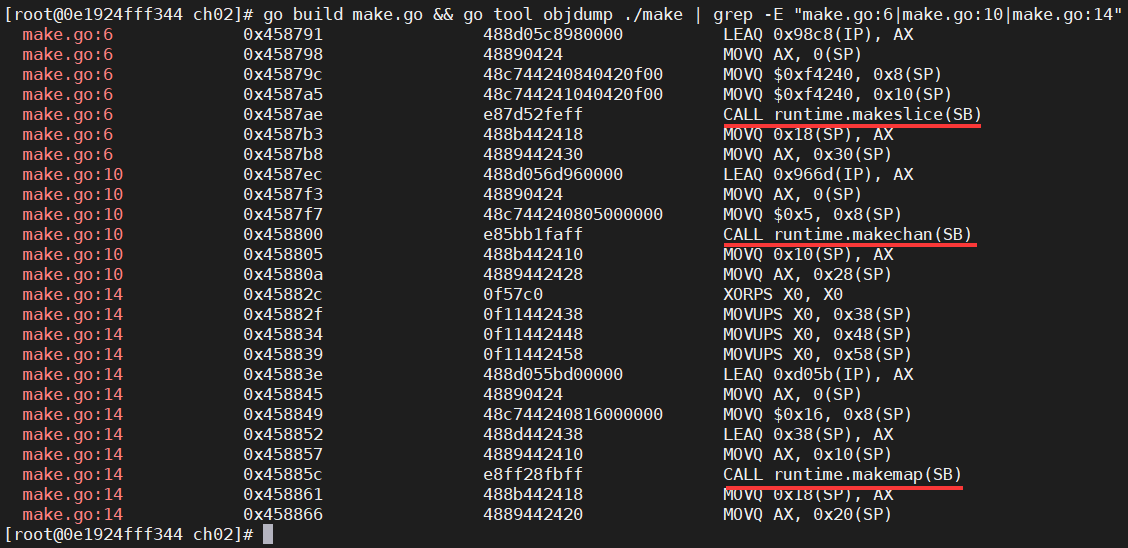 [root@0e1924fff344 ch02]# go build make.go && go tool objdump ./make | grep -E "make.go:6|make.go:10|make.go:14"
make.go:6 0x458791 488d05c8980000 LEAQ 0x98c8(IP), AX
make.go:6 0x458798 48890424 MOVQ AX, 0(SP)
make.go:6 0x45879c 48c744240840420f00 MOVQ $0xf4240, 0x8(SP)
make.go:6 0x4587a5 48c744241040420f00 MOVQ $0xf4240, 0x10(SP)
make.go:6 0x4587ae e87d52feff CALL runtime.makeslice(SB)
make.go:6 0x4587b3 488b442418 MOVQ 0x18(SP), AX
make.go:6 0x4587b8 4889442430 MOVQ AX, 0x30(SP)
make.go:10 0x4587ec 488d056d960000 LEAQ 0x966d(IP), AX
make.go:10 0x4587f3 48890424 MOVQ AX, 0(SP)
make.go:10 0x4587f7 48c744240805000000 MOVQ $0x5, 0x8(SP)
make.go:10 0x458800 e85bb1faff CALL runtime.makechan(SB)
make.go:10 0x458805 488b442410 MOVQ 0x10(SP), AX
make.go:10 0x45880a 4889442428 MOVQ AX, 0x28(SP)
make.go:14 0x45882c 0f57c0 XORPS X0, X0
make.go:14 0x45882f 0f11442438 MOVUPS X0, 0x38(SP)
make.go:14 0x458834 0f11442448 MOVUPS X0, 0x48(SP)
make.go:14 0x458839 0f11442458 MOVUPS X0, 0x58(SP)
make.go:14 0x45883e 488d055bd00000 LEAQ 0xd05b(IP), AX
make.go:14 0x458845 48890424 MOVQ AX, 0(SP)
make.go:14 0x458849 48c744240816000000 MOVQ $0x16, 0x8(SP)
make.go:14 0x458852 488d442438 LEAQ 0x38(SP), AX
make.go:14 0x458857 4889442410 MOVQ AX, 0x10(SP)
make.go:14 0x45885c e8ff28fbff CALL runtime.makemap(SB)
make.go:14 0x458861 488b442418 MOVQ 0x18(SP), AX
make.go:14 0x458866 4889442420 MOVQ AX, 0x20(SP)
[root@0e1924fff344 ch02]#